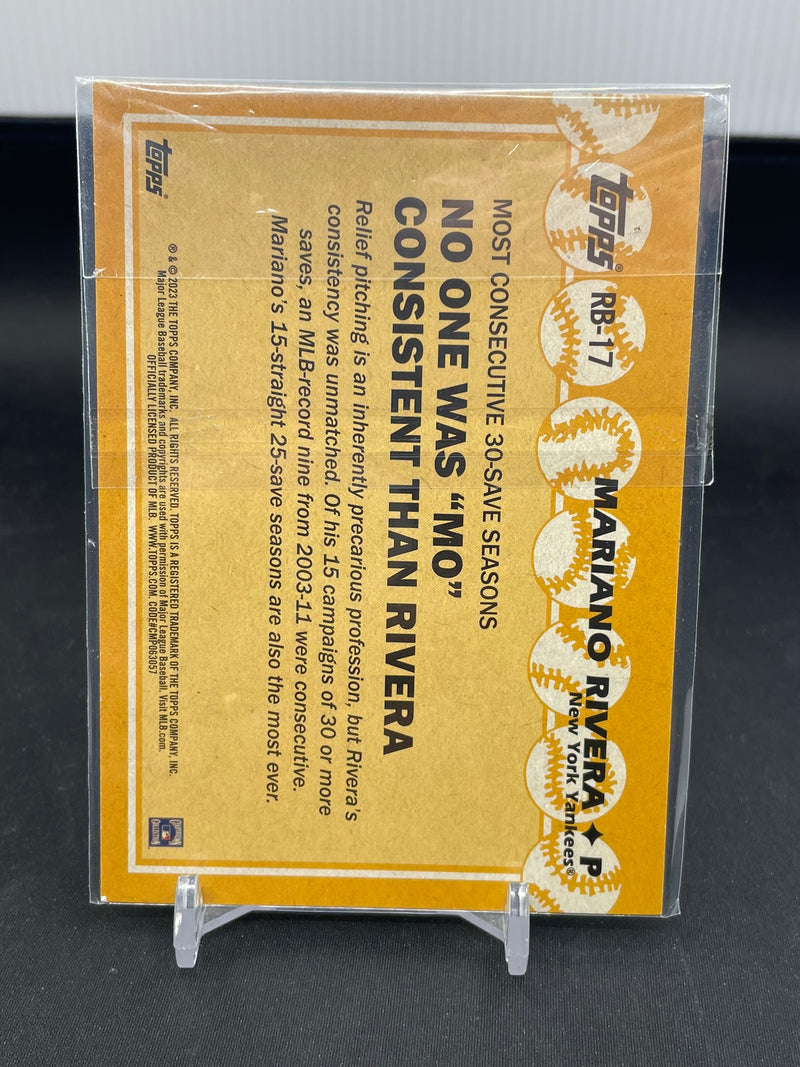 topps® RB-17 MARIANO RIVERA ✦ P
New York Yankees®
MOST CONSECUTIVE 30-SAVE SEASONS
NO ONE WAS "MO"
CONSISTENT THAN RIVERA
Relief pitching is an inherently precarious profession, but Rivera's
consistency was unmatched. Of his 15 campaigns of 30 or more
saves, an MLB-record nine from 2003-11 were consecutive.
Mariano's 15-straight 25-save seasons are also the most ever.
topps®
® & © 2023 THE TOPPS COMPANY, INC. ALL RIGHTS RESERVED. TOPPS IS A REGISTERED TRADEMARK OF THE TOPPS COMPANY, INC.
Major League Baseball trademarks and copyrights are used with permission of Major League Baseball. Visit MLB.com.
OFFICIALLY LICENSED PRODUCT OF MLB. WWW.TOPPS.COM. CODE#CMP063057